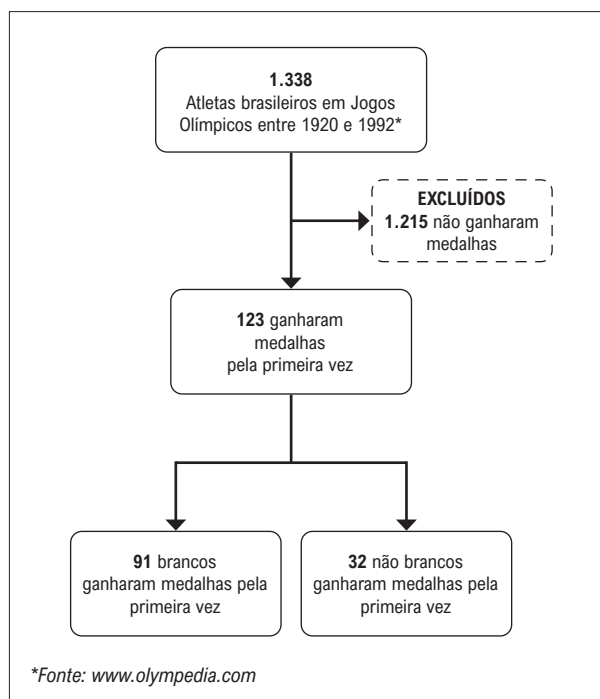 1.338
Atletas brasileiros em Jogos
Olímpicos entre 1920 e 1992*
EXCLUÍDOS
1.215 não ganharam
medalhas
123 ganharam
medalhas
pela primeira vez
91 brancos
ganharam medalhas pela
primeira vez
32 não brancos
ganharam medalhas pela
primeira vez
*Fonte: www.olympedia.com